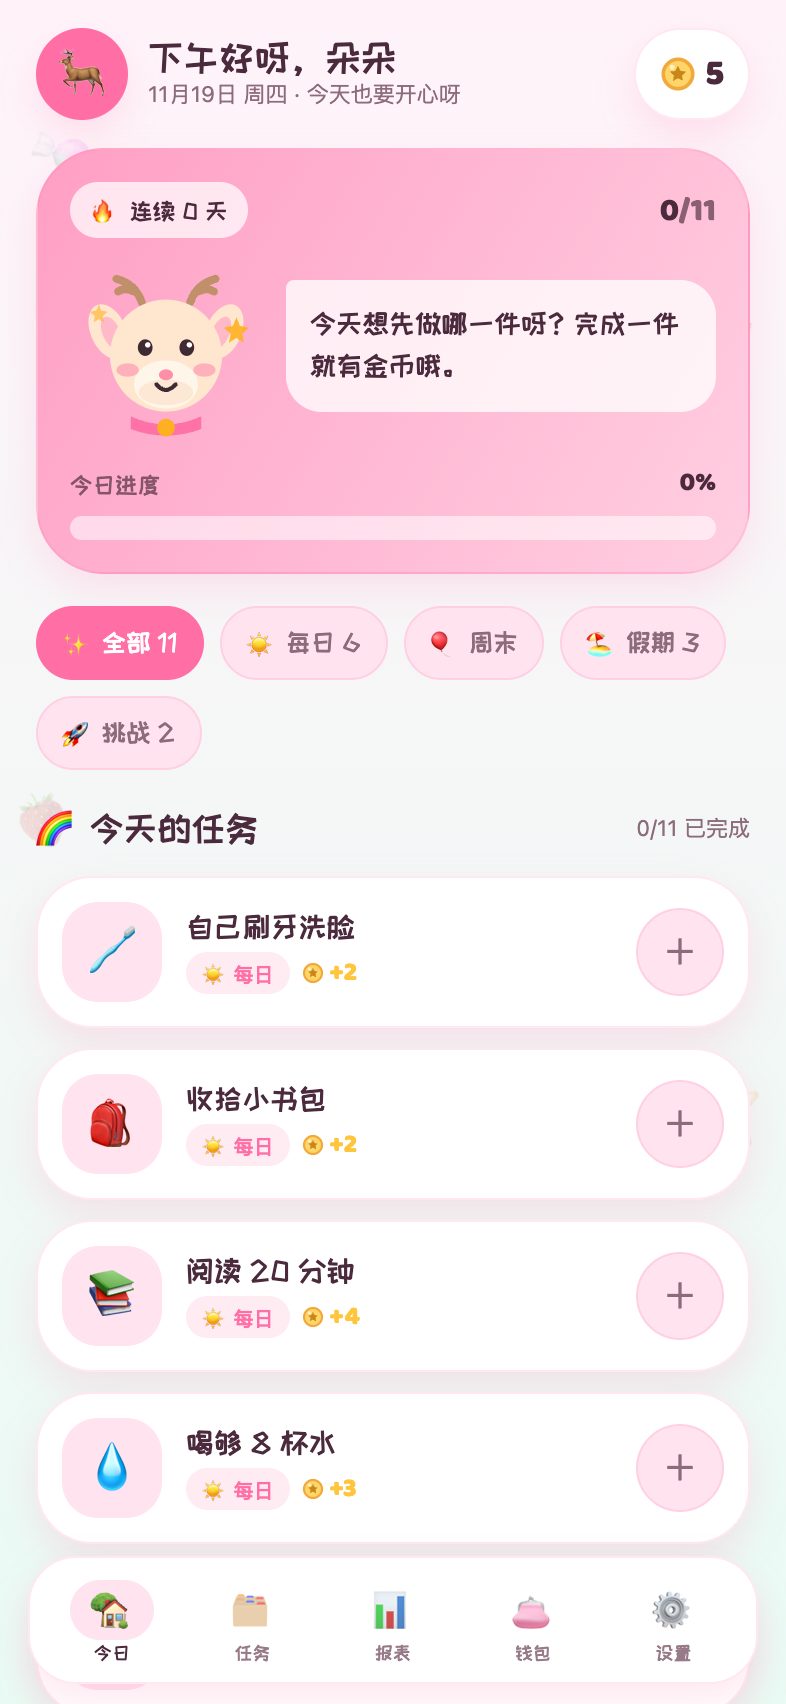 下午好呀，朵朵
11月19日 周四 · 今天也要开心呀
5
连续 0 天
0/11
今天想先做哪一件呀？完成一件
就有金币哦。
今日进度
0%
全部 11
每日 6
周末
假期 3
挑战 2
今天的任务
0/11 已完成
自己刷牙洗脸
每日
+2
收拾小书包
每日
+2
阅读 20 分钟
每日
+4
喝够 8 杯水
每日
+3
今日
任务
报表
钱包
设置